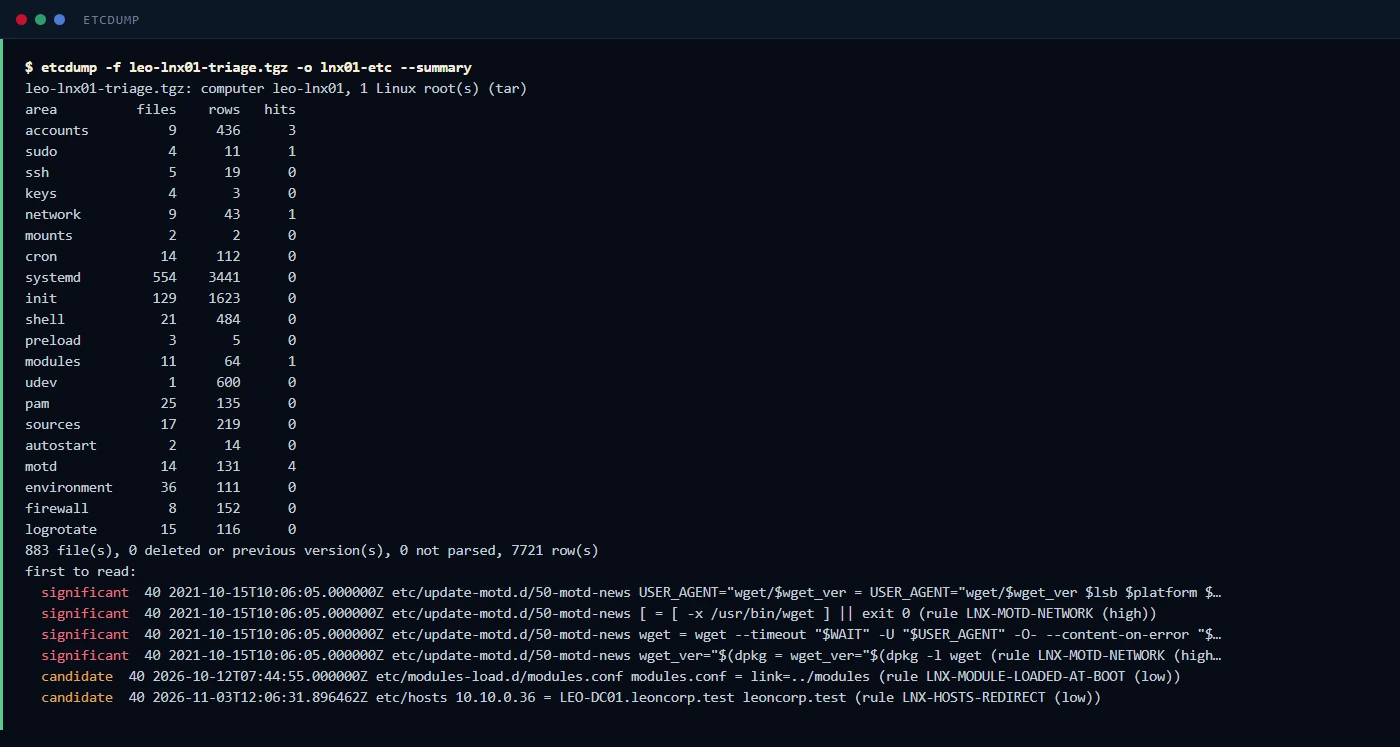 ETCDUMP
$ etcdump -f leo-lnx01-triage.tgz -o lnx01-etc --summary
leo-lnx01-triage.tgz: computer leo-lnx01, 1 Linux root(s) (tar)
area files rows hits
accounts 9 436 3
sudo 4 11 1
ssh 5 19 0
keys 4 3 0
network 9 43 1
mounts 2 2 0
cron 14 112 0
systemd 554 3441 0
init 129 1623 0
shell 21 484 0
preload 3 5 0
modules 11 64 1
udev 1 600 0
pam 25 135 0
sources 17 219 0
autostart 2 14 0
motd 14 131 4
environment 36 111 0
firewall 8 152 0
logrotate 15 116 0
883 file(s), 0 deleted or previous version(s), 0 not parsed, 7721 row(s)
first to read:
significant 40 2021-10-15T10:06:05.000000Z etc/update-motd.d/50-motd-news USER_AGENT="wget/$wget_ver = USER_AGENT="wget/$wget_ver $lsb $platform $…
significant 40 2021-10-15T10:06:05.000000Z etc/update-motd.d/50-motd-news [ = [ -x /usr/bin/wget ] || exit 0 (rule LNX-MOTD-NETWORK (high))
significant 40 2021-10-15T10:06:05.000000Z etc/update-motd.d/50-motd-news wget = wget --timeout "$WAIT" -U "$USER_AGENT" -O- --content-on-error "$…
significant 40 2021-10-15T10:06:05.000000Z etc/update-motd.d/50-motd-news wget_ver="$(dpkg = wget_ver="$(dpkg -l wget (rule LNX-MOTD-NETWORK (high…
candidate 40 2026-10-12T07:44:55.000000Z etc/modules-load.d/modules.conf modules.conf = link=../modules (rule LNX-MODULE-LOADED-AT-BOOT (low))
candidate 40 2026-11-03T12:06:31.896462Z etc/hosts 10.10.0.36 = LEO-DC01.leoncorp.test leoncorp.test (rule LNX-HOSTS-REDIRECT (low))